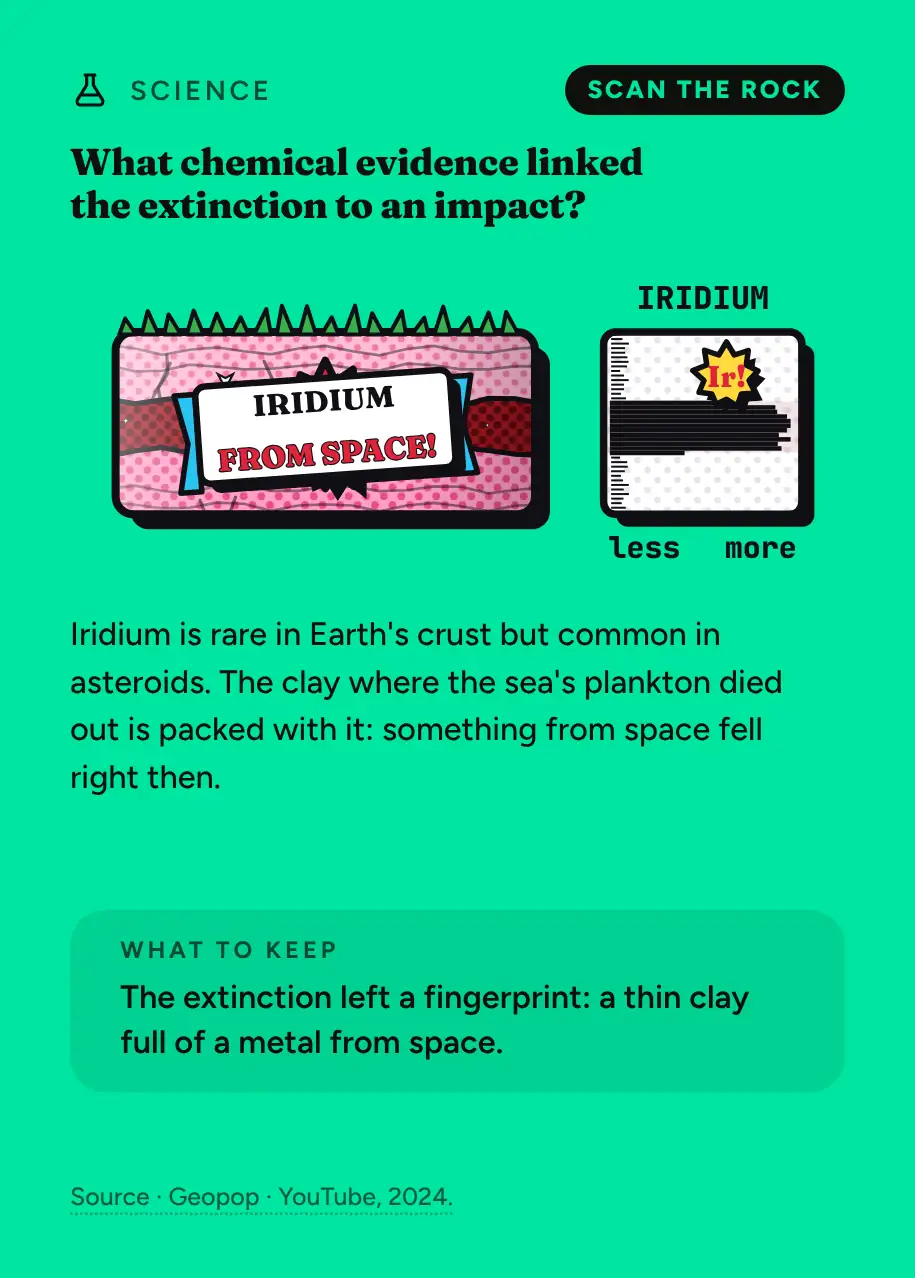 SCIENCE
SCAN THE ROCK
What chemical evidence linked
the extinction to an impact?
IRIDIUM
FROM SPACE!
IRIDIUM
Ir!
less more
Iridium is rare in Earth's crust but common in
asteroids. The clay where the sea's plankton died
out is packed with it: something from space fell
right then.
WHAT TO KEEP
The extinction left a fingerprint: a thin clay
full of a metal from space.
Source · Geopop · YouTube, 2024.